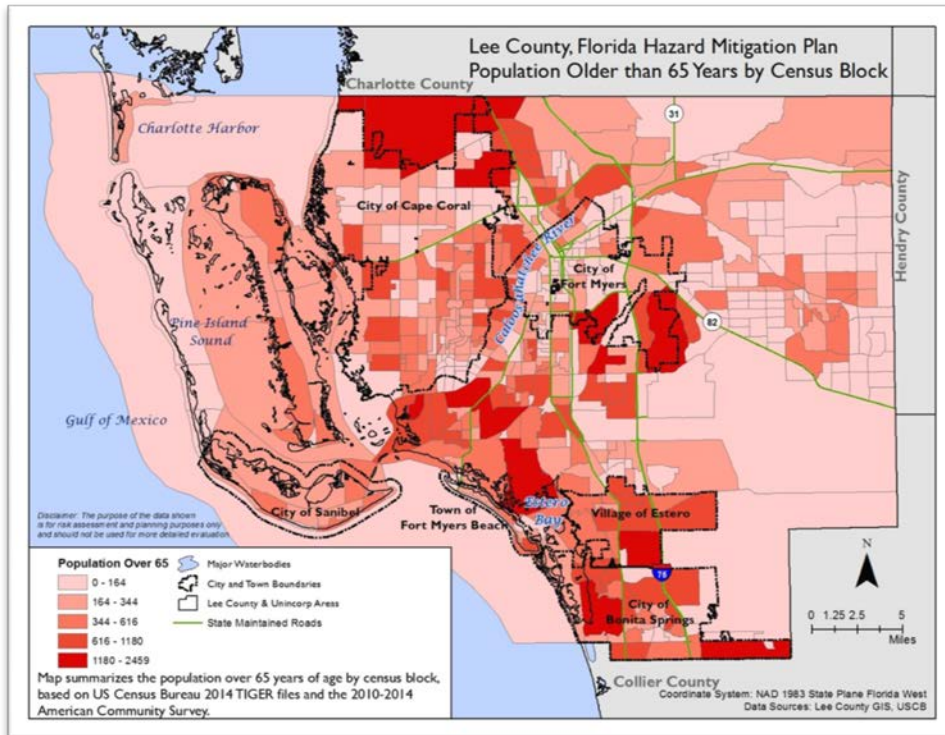 Lee County, Florida Hazard Mitigation Plan
Population Older than 65 Years by Census Block
Charlotte County
31
Charlotte Harbor
Hendry County
City of Cape Coral
Caloosahatchee River
City of
Fort Myers
82
Pine Island
Sound
Gulf of Mexico
Disclaimer: The purpose of the data shown
is for risk assessment and planning purposes only
and should not be used for more detailed evaluation
City of Sanibel
Town of
Fort Myers Beach
Estero
Bay
Village of Estero
75
City of
Bonita Springs
N
0 1.25 2.5 5
Miles
Population Over 65
0 - 164
164 - 344
344 - 616
616 - 1180
1180 - 2459
Major Waterbodies
City and Town Boundaries
Lee County & Unincorp Areas
State Maintained Roads
Map summarizes the population over 65 years of age by census block,
based on US Census Bureau 2014 TIGER files and the 2010-2014
American Community Survey.
Collier County
Coordinate System: NAD 1983 State Plane Florida West
Data Sources: Lee County GIS, USCB